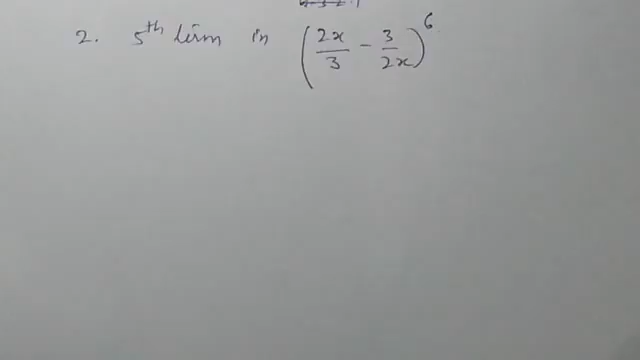 2. 5th term in (2x/3 - 3/2x)^6